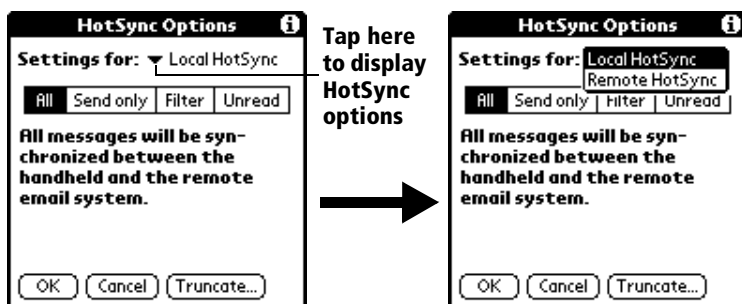 HotSync Options
Settings for: Local HotSync
All Send only Filter Unread
All messages will be syn-
chronized between the
handheld and the remote
email system.
OK Cancel Truncate...
Tap here
to display
HotSync
options
HotSync Options
Settings for: Local HotSync
Remote HotSync
All Send only Filter Unread
All messages will be syn-
chronized between the
handheld and the remote
email system.
OK Cancel Truncate...